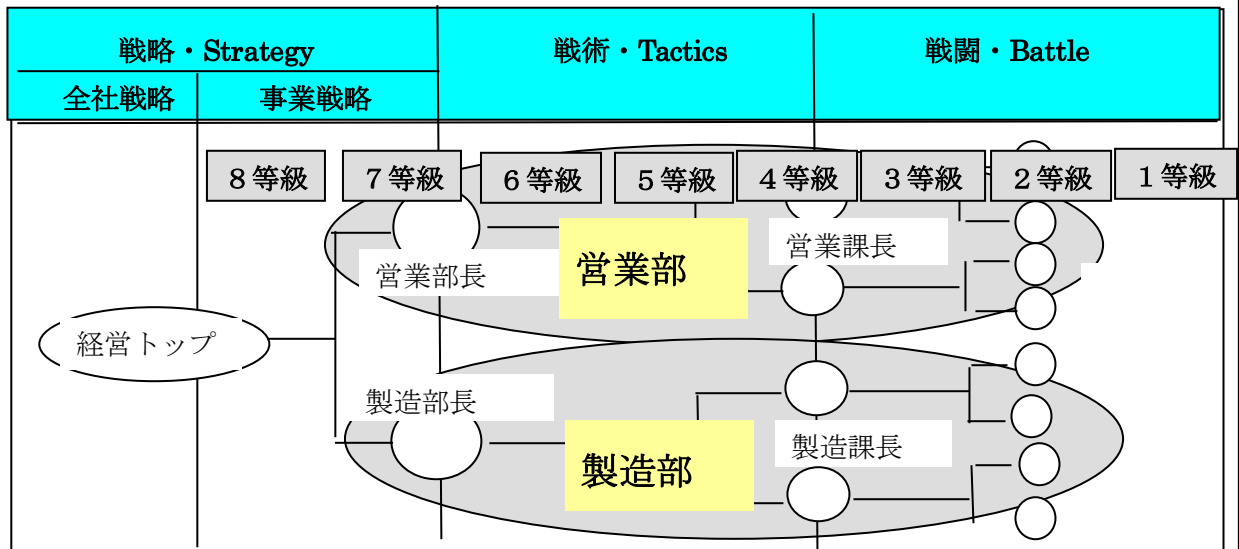 戦略・Strategy
戦術・Tactics
戦闘・Battle
全社戦略
事業戦略
８等級
７等級
６等級
５等級
４等級
３等級
２等級
１等級
営業部長
営業部
営業課長
経営トップ
製造部長
製造部
製造課長